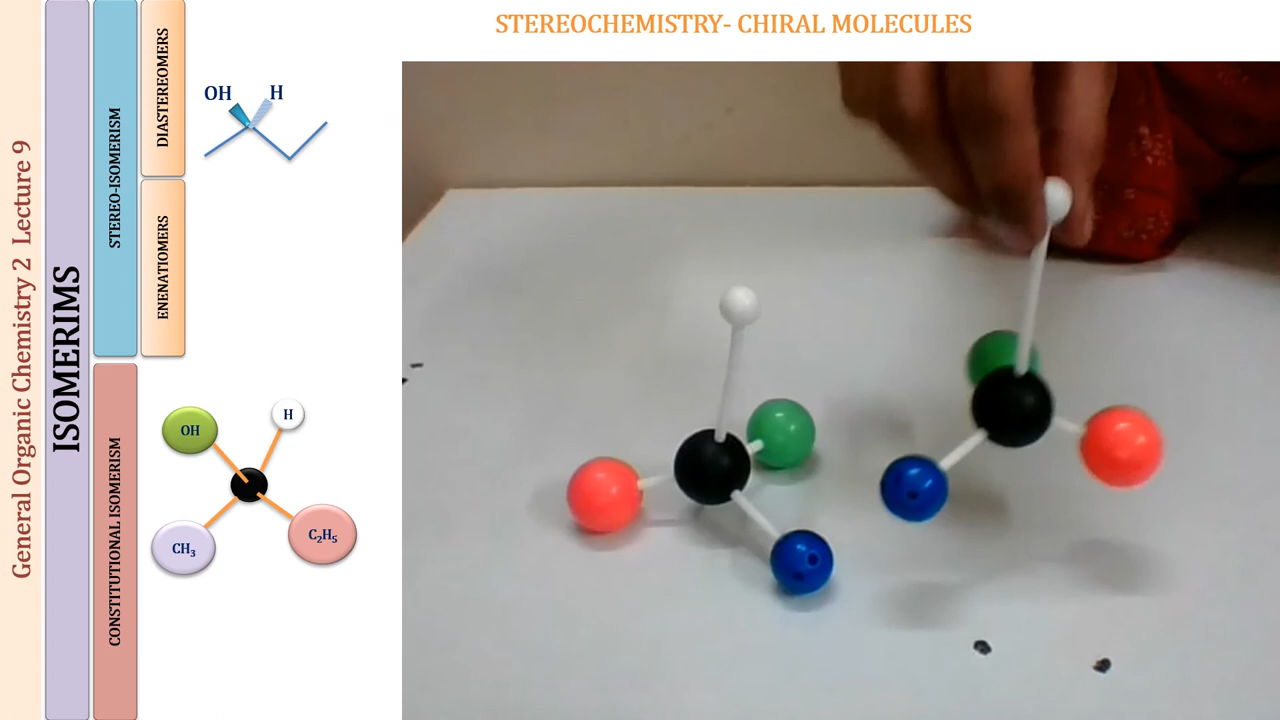 STEREOCHEMISTRY- CHIRAL MOLECULES
General Organic Chemistry 2 Lecture 9
ISOMERIMS
STEREO-ISOMERISM
CONSTITUTIONAL ISOMERISM
DIASTEREOMERS
ENENATIOMERS
OH H
OH
H
CH₃
C₂H₅